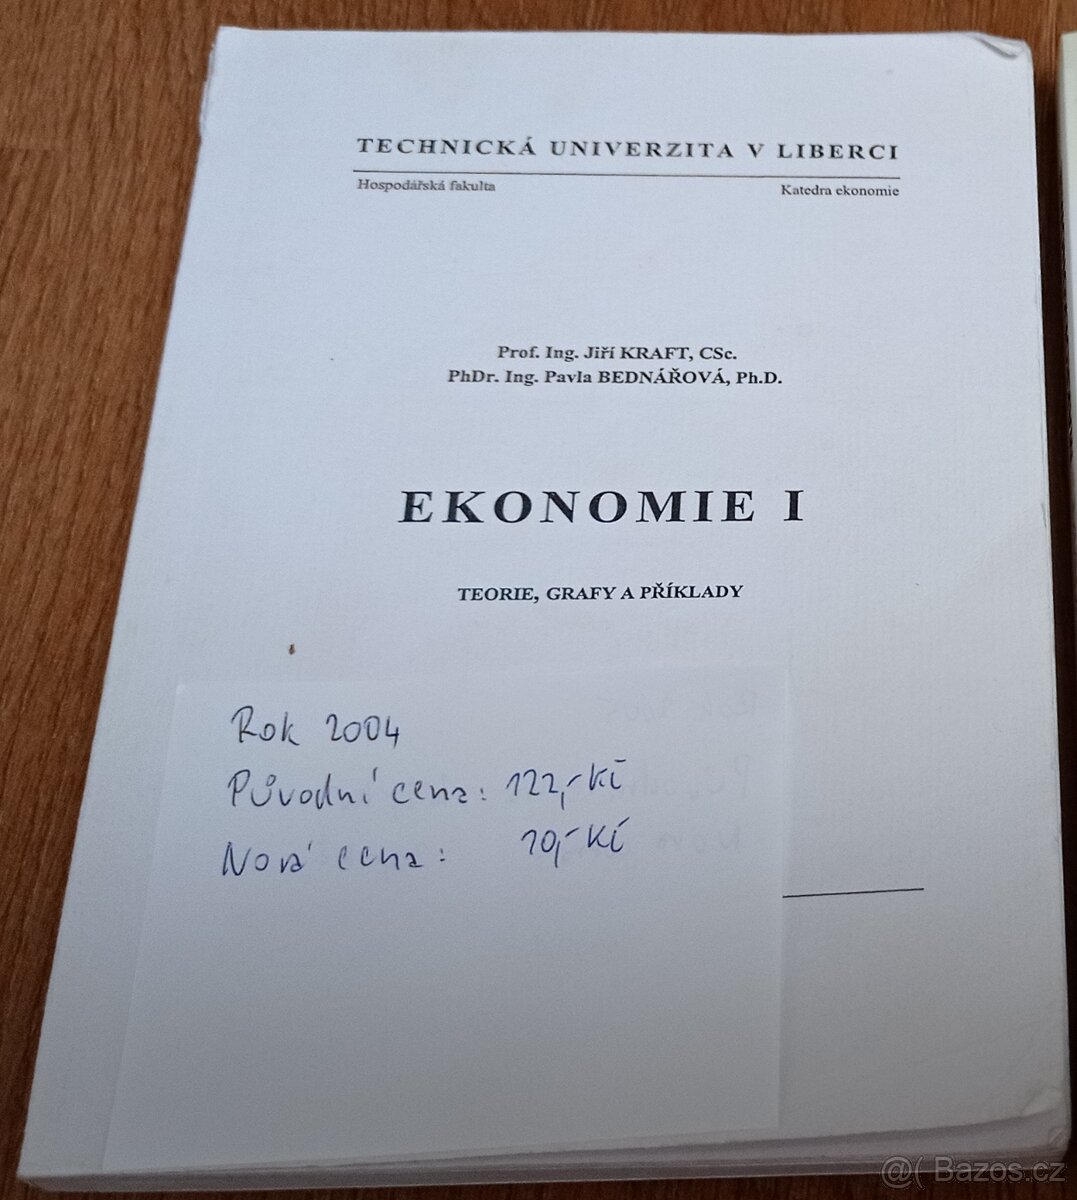 TECHNICKÁ UNIVERZITA V LIBERCI
Hospodářská fakulta Katedra ekonomie
Prof. Ing. Jiří KRAFT, CSc.
PhDr. Ing. Pavla BEDNÁŘOVÁ, Ph.D.
EKONOMIE I
TEORIE, GRAFY A PŘÍKLADY
Rok 2004
Původní cena: 122,- Kč
Nová cena: 10,- Kč
@( Bazos.cz